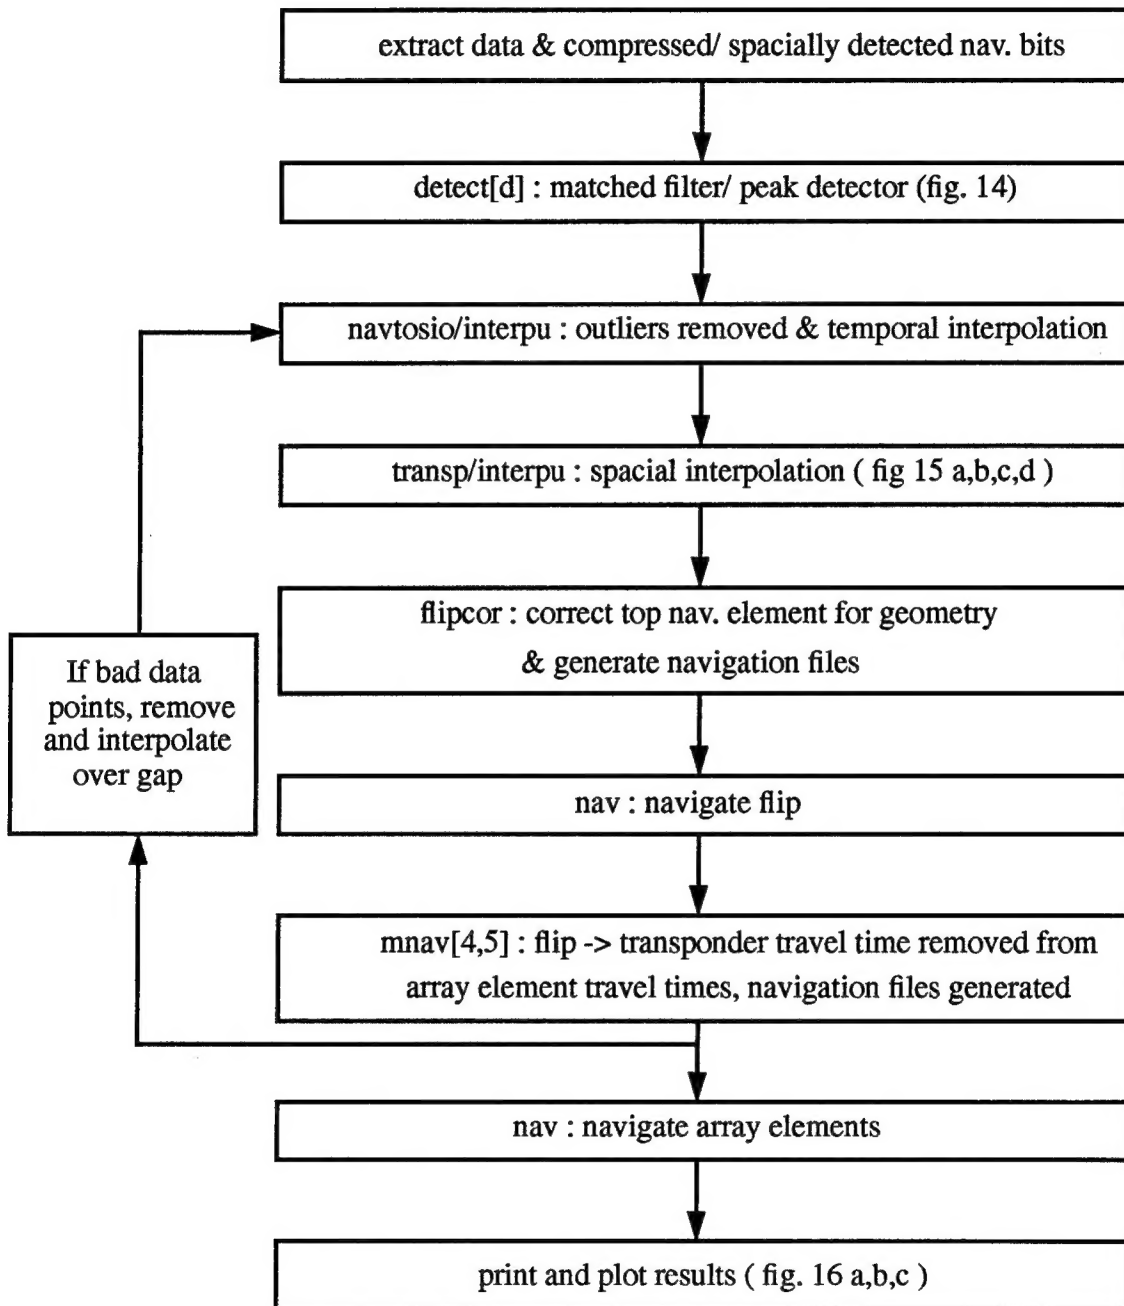 extract data & compressed/ spacially detected nav. bits
detect[d] : matched filter/ peak detector (fig. 14)
navtosio/interpu : outliers removed & temporal interpolation
transp/interpu : spacial interpolation ( fig 15 a,b,c,d )
flipcor : correct top nav. element for geometry
& generate navigation files
If bad data
points, remove
and interpolate
over gap
nav : navigate flip
mnav[4,5] : flip -> transponder travel time removed from
array element travel times, navigation files generated
nav : navigate array elements
print and plot results ( fig. 16 a,b,c )